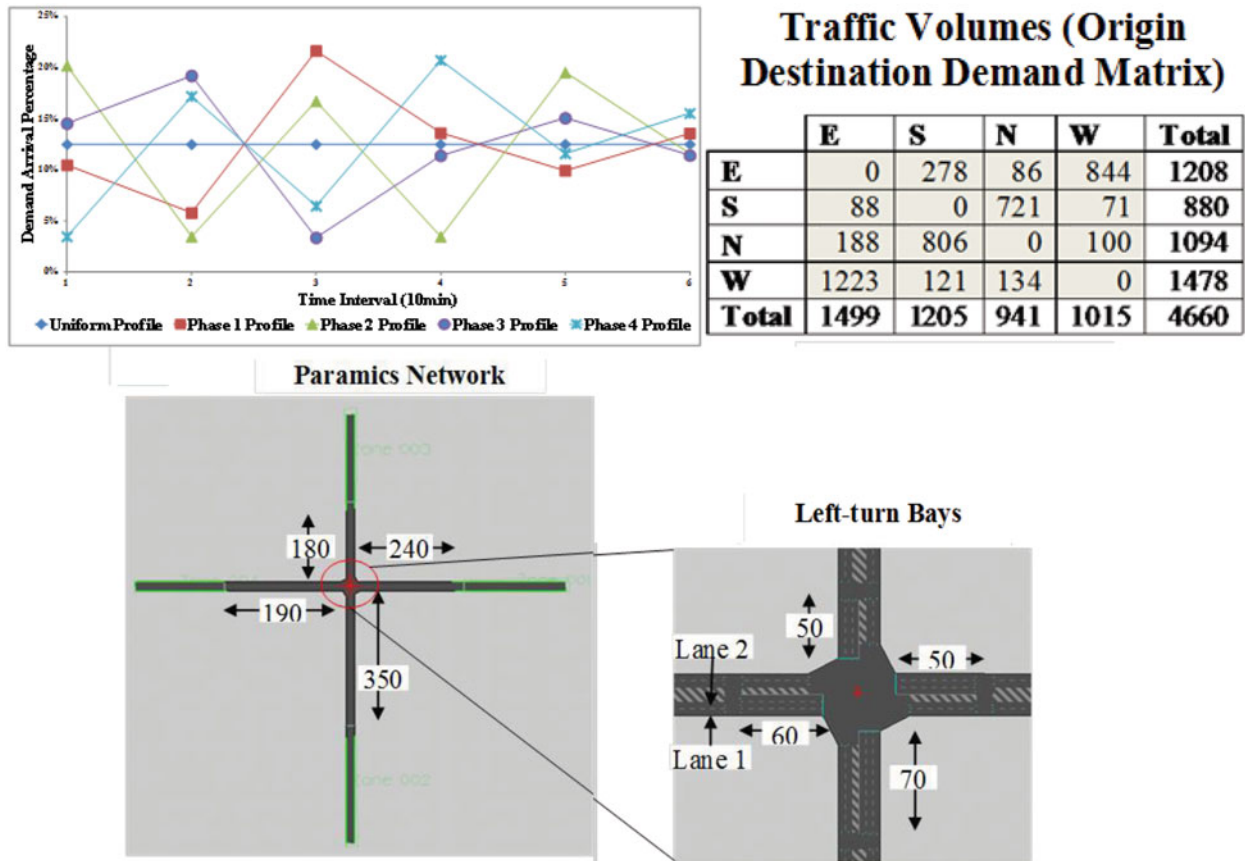 25%
20%
15%
10%
5%
0%
Demand Arrival Percentage
1 2 3 4 5 6
Time Interval (10min)
Uniform Profile Phase 1 Profile Phase 2 Profile Phase 3 Profile Phase 4 Profile
Traffic Volumes (Origin
Destination Demand Matrix)
E S N W Total
E 0 278 86 844 1208
S 88 0 721 71 880
N 188 806 0 100 1094
W 1223 121 134 0 1478
Total 1499 1205 941 1015 4660
Paramics Network
Zone 003
180
240
190
350
Zone 002
Left-turn Bays
50
Lane 2
50
60
Lane 1
70